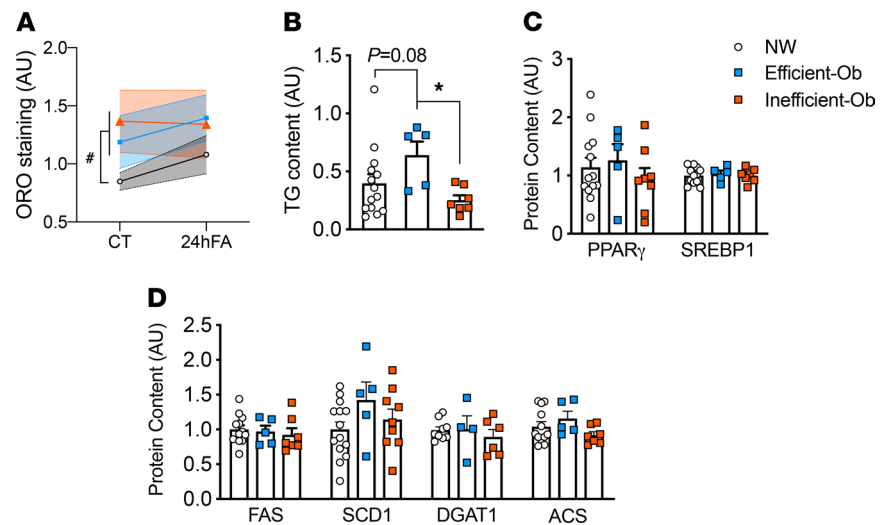 A
ORO staining (AU)
2.0
1.5
1.0
0.5
#
CT 24hFA
B
TG content (AU)
1.5
1.0
0.5
0.0
P=0.08
*
C
Protein Content (AU)
3
2
1
0
PPARγ SREBP1
NW
Efficient-Ob
Inefficient-Ob
D
Protein Content (AU)
2.5
2.0
1.5
1.0
0.5
0.0
FAS SCD1 DGAT1 ACS